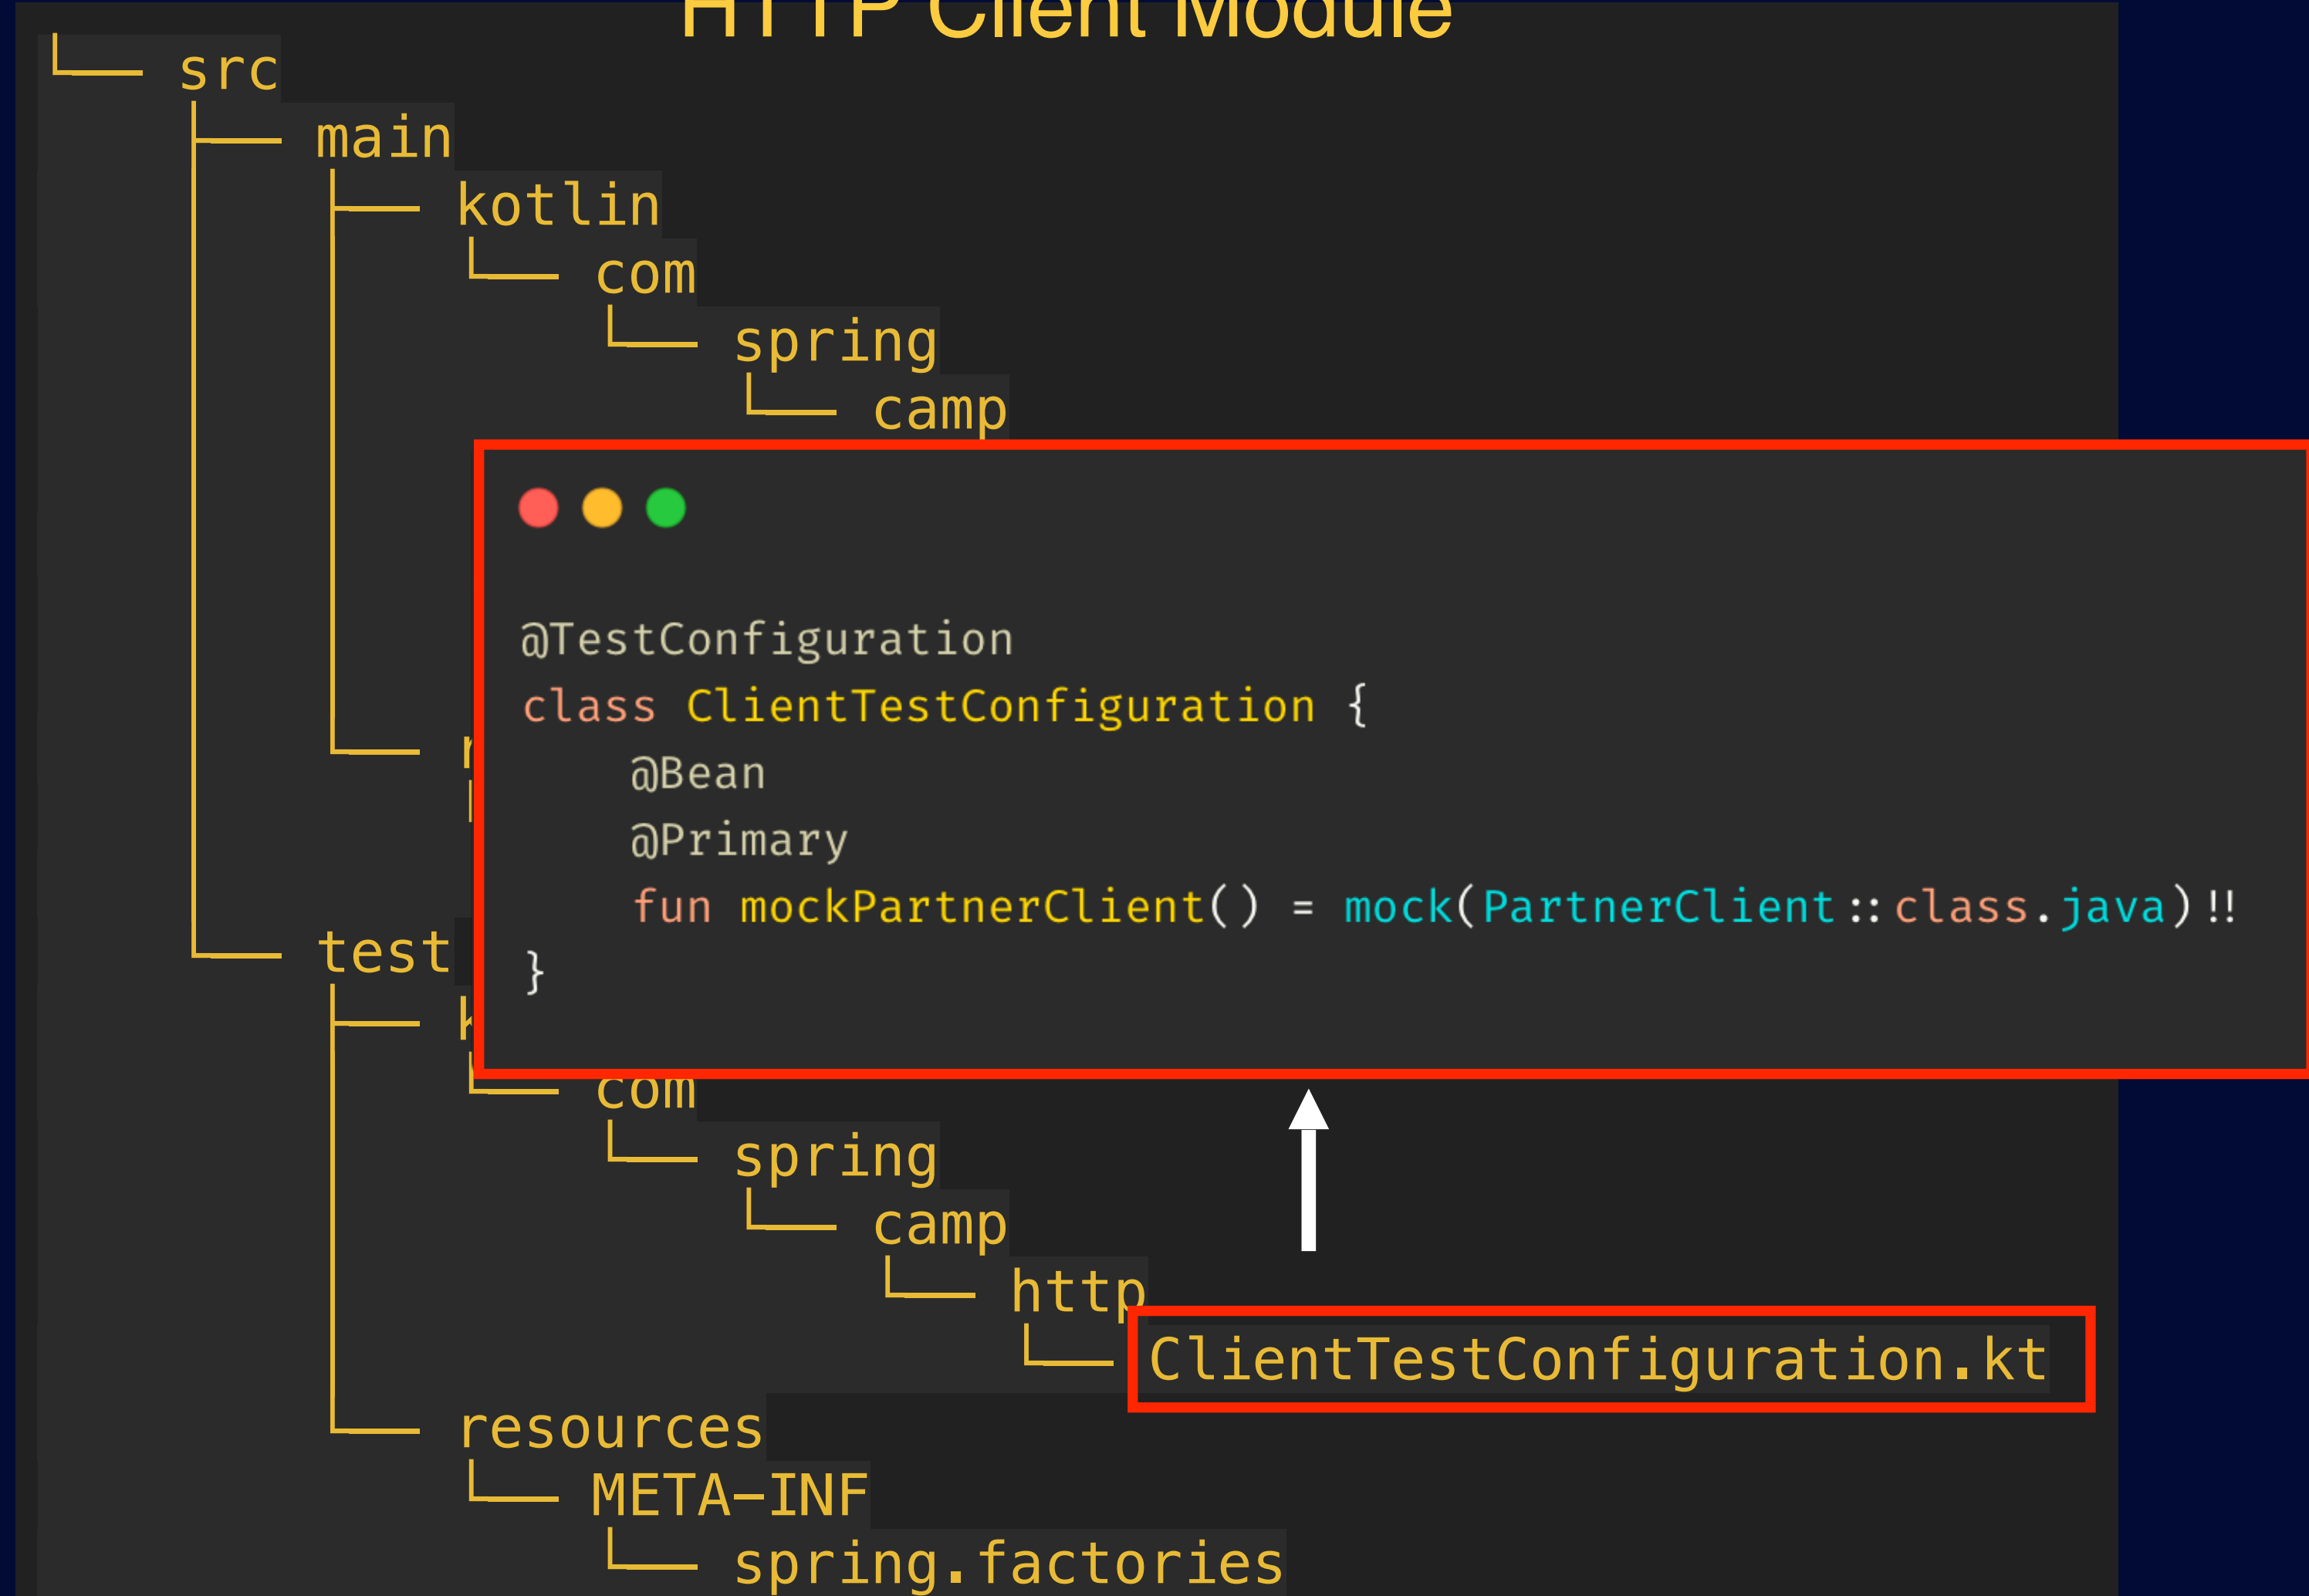 HTTP Client Module
└── src
├── main
├── kotlin
└── com
└── spring
└── camp
@TestConfiguration
class ClientTestConfiguration {
@Bean
@Primary
fun mockPartnerClient() = mock(PartnerClient::class.java)!!
}
└── test
└── com
└── spring
└── camp
└── http
└── ClientTestConfiguration.kt
└── resources
└── META-INF
└── spring.factories